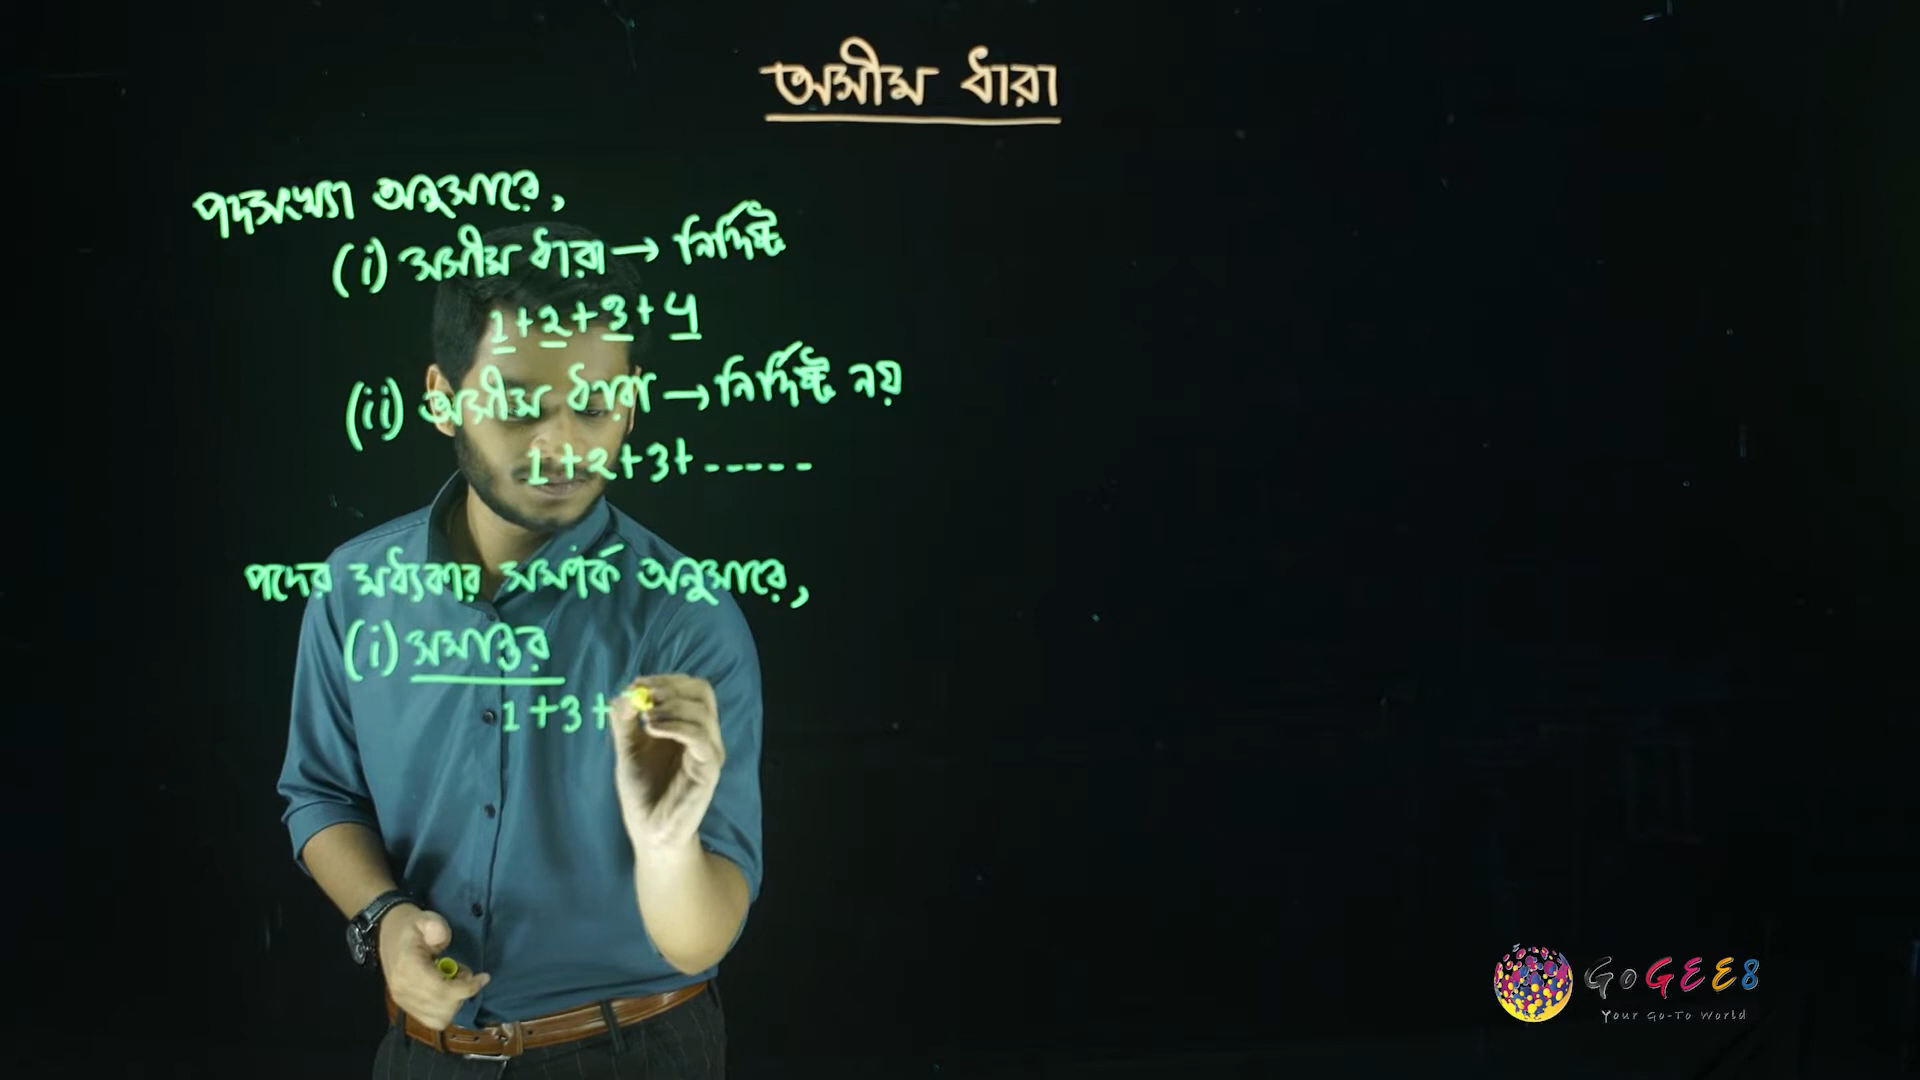 অসীম ধারা
পদসংখ্যা অনুসারে,
(i) সসীম ধারা → নির্দিষ্ট
1+2+3+4
(ii) অসীম ধারা → নির্দিষ্ট নয়
1+2+3+-----
পদের মধ্যকার সম্পর্ক অনুসারে,
(i) সমান্তর
1+3+
GoGEE8
Your Go-To World